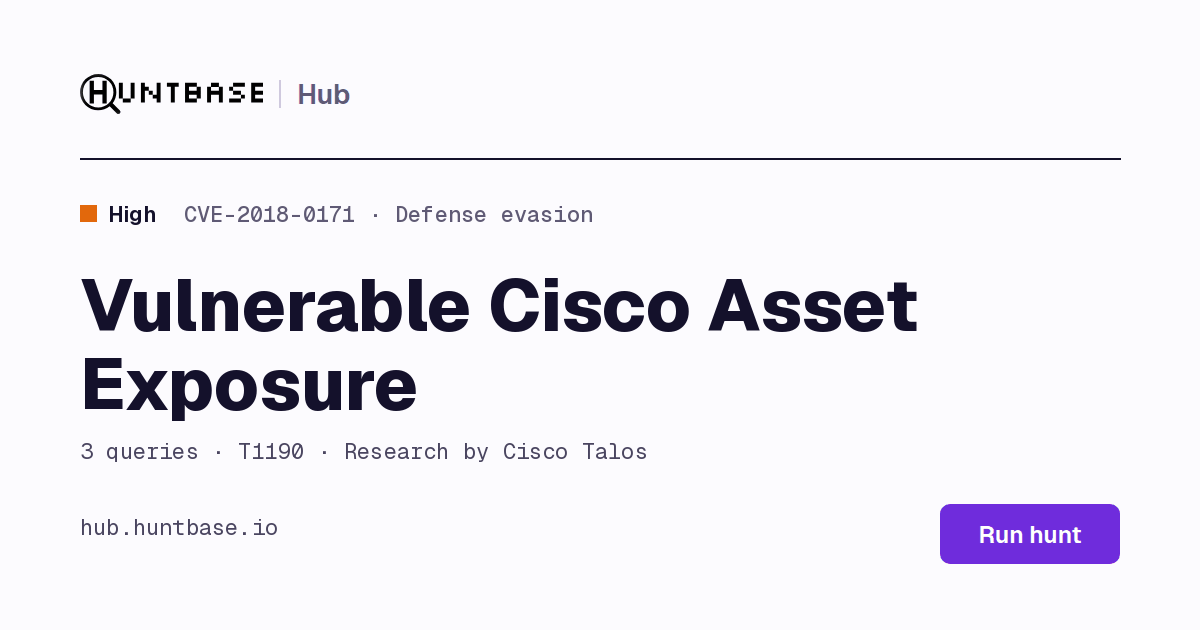 HUNTBASE | Hub
High CVE-2018-0171 · Defense evasion
Vulnerable Cisco Asset
Exposure
3 queries · T1190 · Research by Cisco Talos
hub.huntbase.io
Run hunt